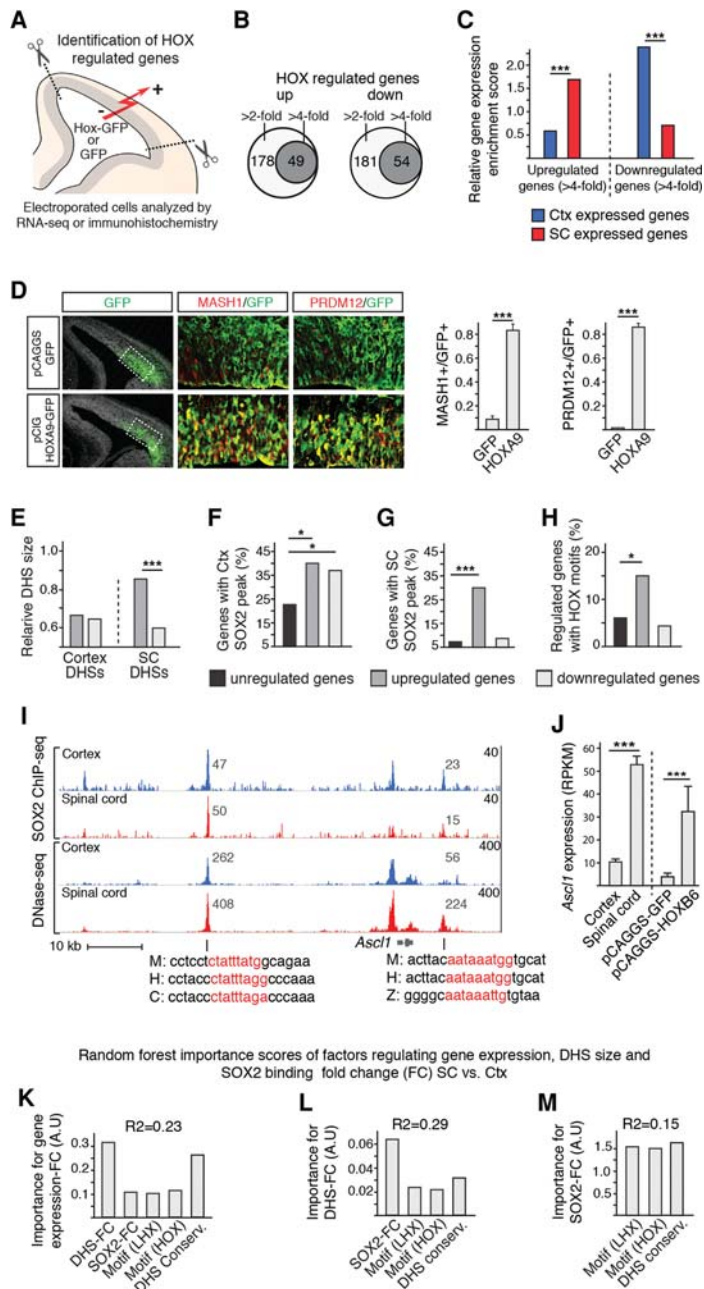 A
Identification of HOX
regulated genes
+
-
Hox-GFP
or
GFP
Electroporated cells analyzed by
RNA-seq or immunohistochemistry
B
HOX regulated genes
up down
>2-fold >4-fold >2-fold >4-fold
178 49 181 54
C
Relative gene expression
enrichment score
2.0
1.5
1.0
0.5
***
***
Upregulated Downregulated
genes (>4-fold) genes (>4-fold)
Ctx expressed genes
SC expressed genes
D
GFP MASH1/GFP PRDM12/GFP
pCAGGS
GFP
pCIG
HOXA9-GFP
MASH1+/GFP+
0.8
0.6
0.4
0.2
***
GFP
HOXA9
PRDM12+/GFP+
0.8
0.6
0.4
0.2
***
GFP
HOXA9
E
Relarive DHS size
1.0
0.8
0.6
***
Cortex SC
DHSs DHSs
F
Genes with Ctx
SOX2 peak (%)
45
35
25
15
5
*
*
G
Genes with SC
SOX2 peak (%)
45
35
25
15
5
***
H
Regulated genes
with HOX motifs (%)
20
10
0
*
unregulated genes upregulated genes downregulated genes
I
SOX2 ChIP-seq
Cortex 40
47 23
Spinal cord 40
50 15
DNase-seq
Cortex 400
262 56
Spinal cord 400
408 224
10 kb Ascl1
M: cctcctctatttatggcagaa M: acttacaataaatggtgcat
H: cctaccctatttaggcccaaa H: acttacaataaatggtgcat
C: cctaccctatttagacccaaa Z: ggggcaataaattgtgtaa
J
Ascl1 expression (RPKM)
60
50
40
30
20
10
***
***
Cortex
Spinal cord
pCAGGS-GFP
pCAGGS-HOXB6
Random forest importance scores of factors regulating gene expression, DHS size and
SOX2 binding fold change (FC) SC vs. Ctx
K
R2=0.23
Importance for gene
expression-FC (A.U)
0.3
0.2
0.1
DHS-FC
SOX2-FC
Motif (LHX)
Motif (HOX)
DHS Conserv.
L
R2=0.29
Importance for
DHS-FC (A.U)
0.06
0.04
0.02
SOX2-FC
Motif (LHX)
Motif (HOX)
DHS conserv.
M
R2=0.15
Importance for
SOX2-FC (A.U)
1.5
1.0
0.5
Motif (LHX)
Motif (HOX)
DHS conserv.